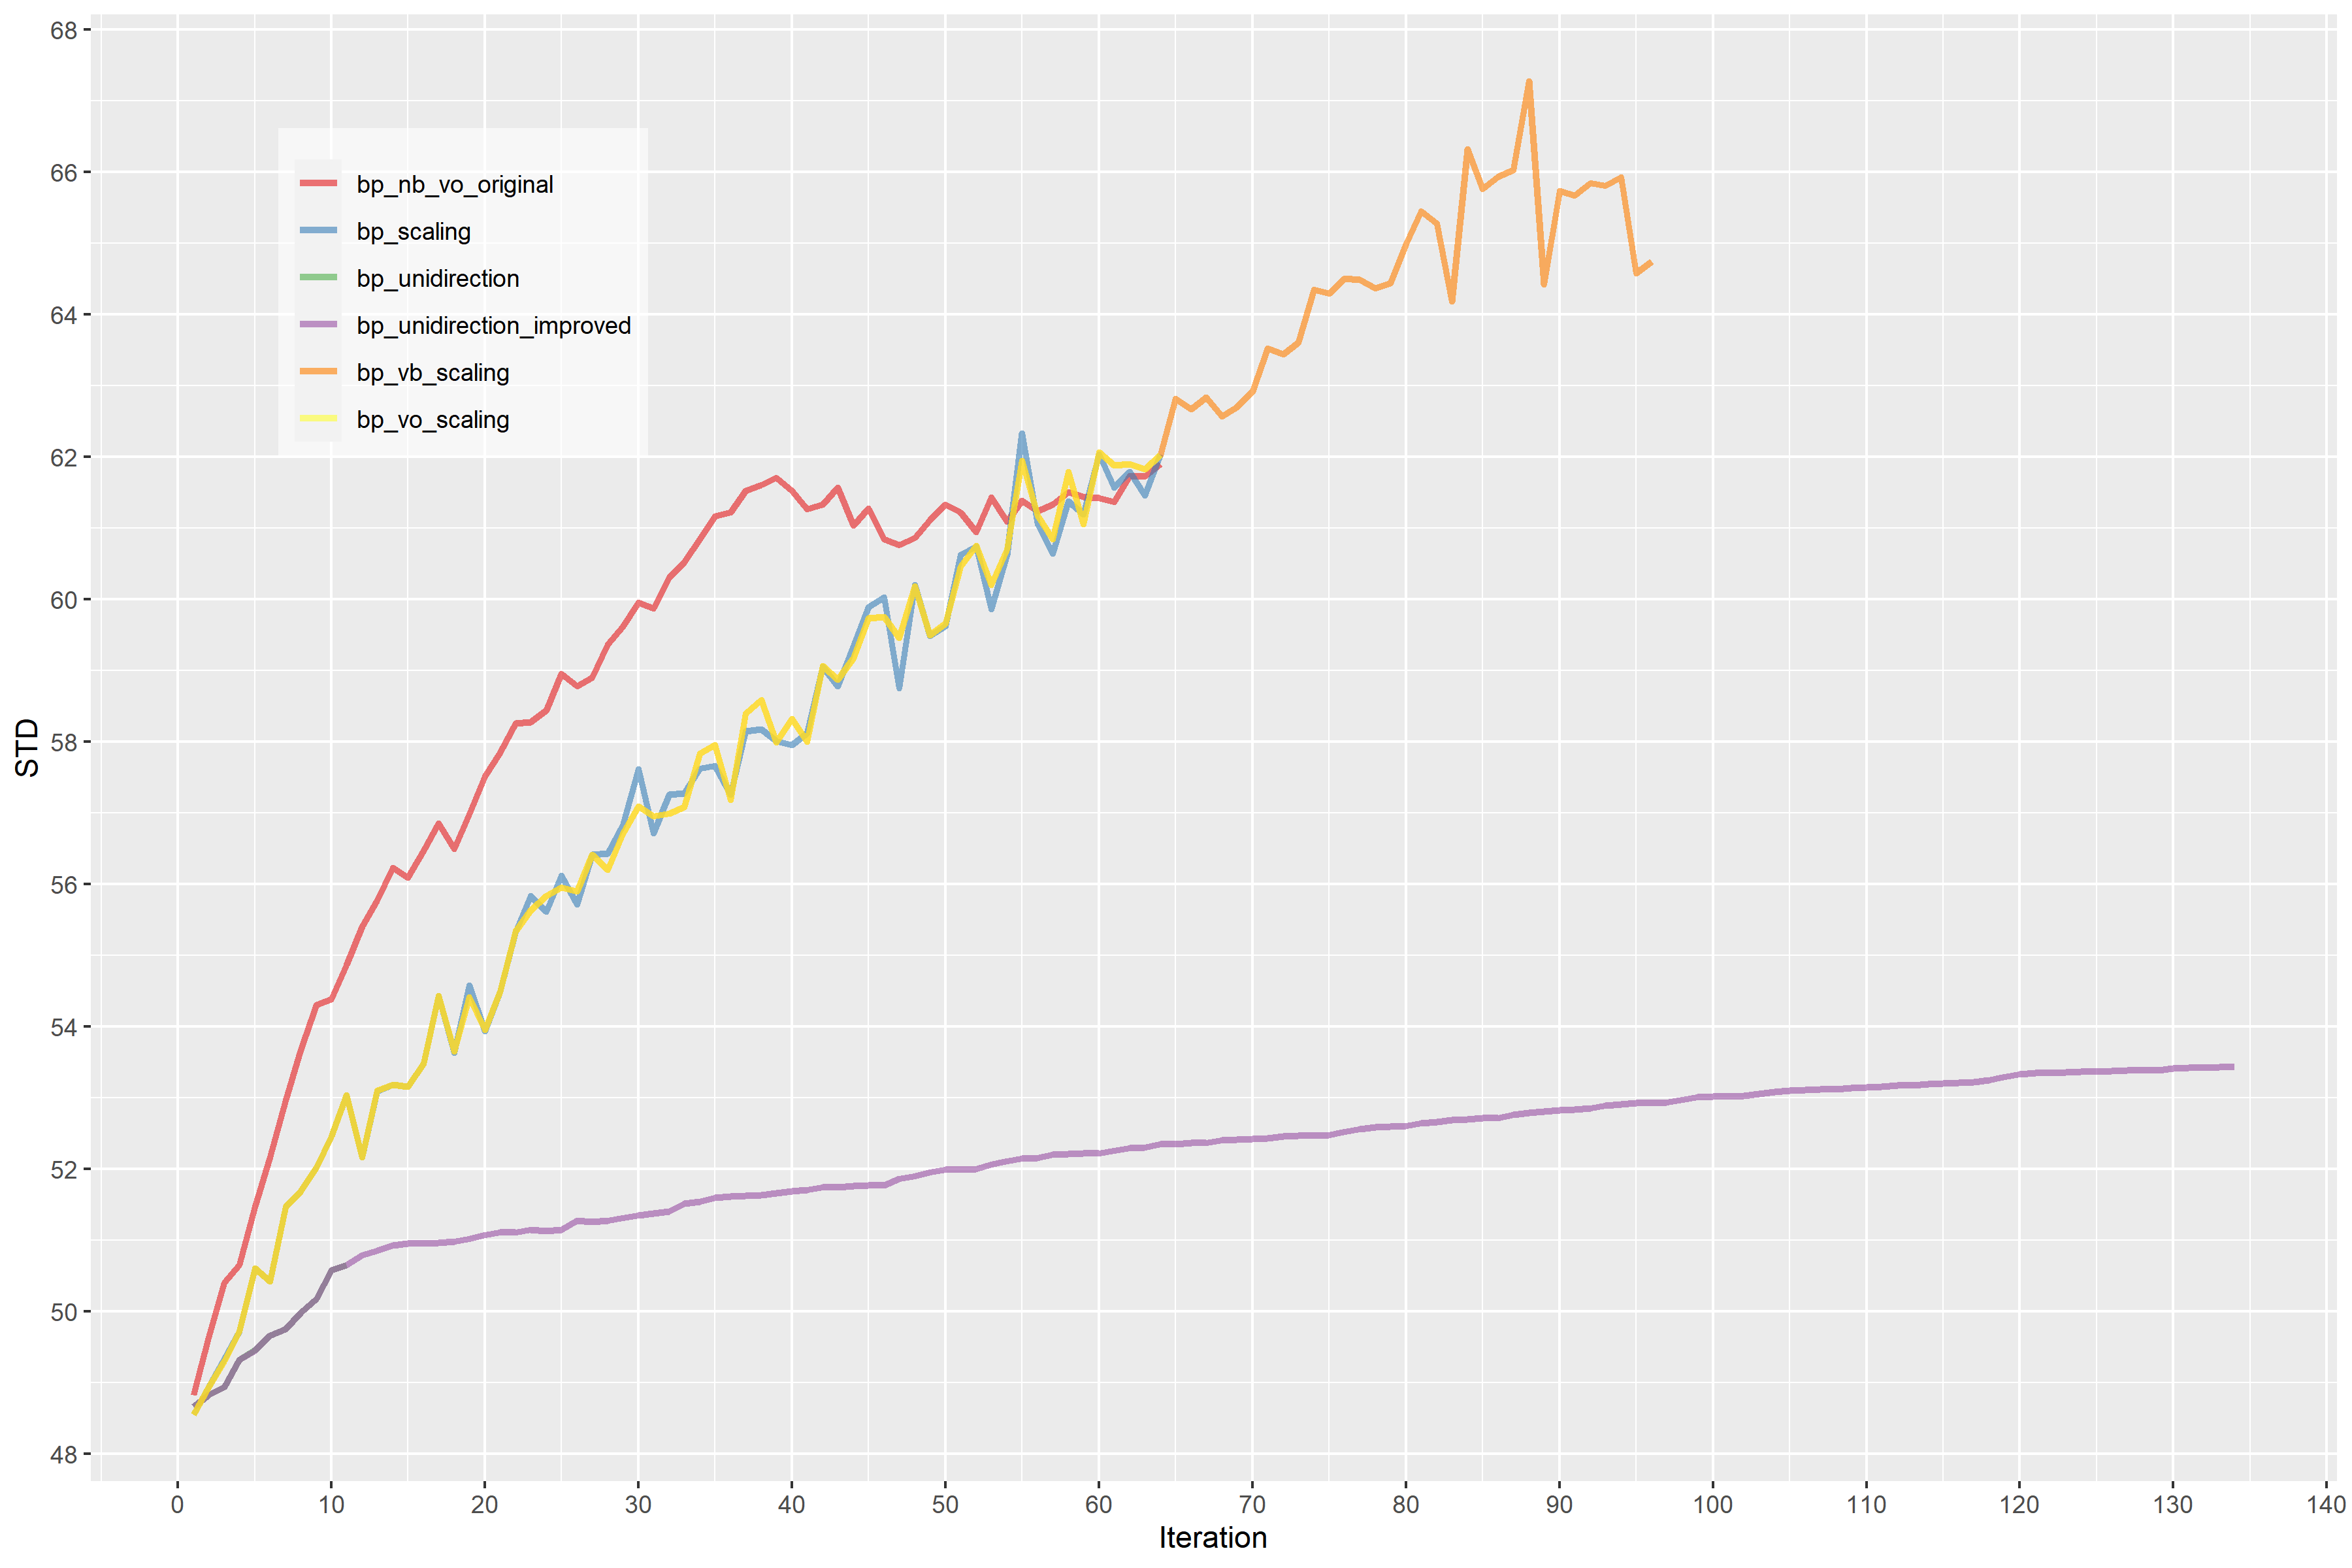 68
66
64
62
60
58
56
54
52
50
48
STD
bp_nb_vo_original
bp_scaling
bp_unidirection
bp_unidirection_improved
bp_vb_scaling
bp_vo_scaling
0 10 20 30 40 50 60 70 80 90 100 110 120 130 140
Iteration